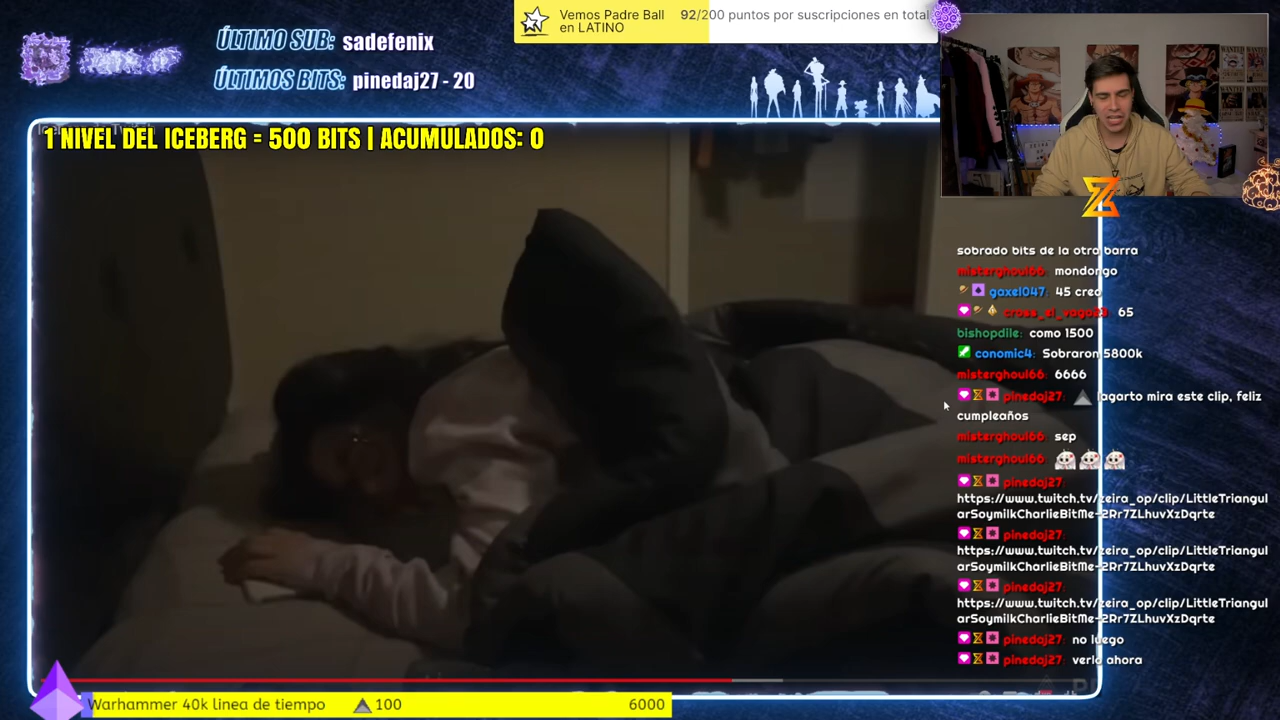 ÚLTIMO SUB: sadefenix
ÚLTIMOS BITS: pinedaj27 - 20
Vemos Padre Ball
en LATINO
92/200 puntos por suscripciones en total
1 NIVEL DEL ICEBERG = 500 BITS | ACUMULADOS: 0
sobrado bits de la otra barra
misterghoul66: mondongo
gaxel047: 45 creo
65
bishopdile: como 1500
conomic4: Sobraron 5800k
misterghoul66: 6666
pinedaj27: lagarto mira este clip, feliz
cumpleaños
misterghoul66: sep
misterghoul66:
pinedaj27:
https://www.twitch.tv/zeira_op/clip/LittleTriangul
arSoymilkCharlieBitMe-2Rr7ZLhuvXzDqrte
pinedaj27:
https://www.twitch.tv/zeira_op/clip/LittleTriangul
arSoymilkCharlieBitMe-2Rr7ZLhuvXzDqrte
pinedaj27:
https://www.twitch.tv/zeira_op/clip/LittleTriangul
arSoymilkCharlieBitMe-2Rr7ZLhuvXzDqrte
pinedaj27: no luego
pinedaj27: verlo ahora
Warhammer 40k linea de tiempo
100
6000